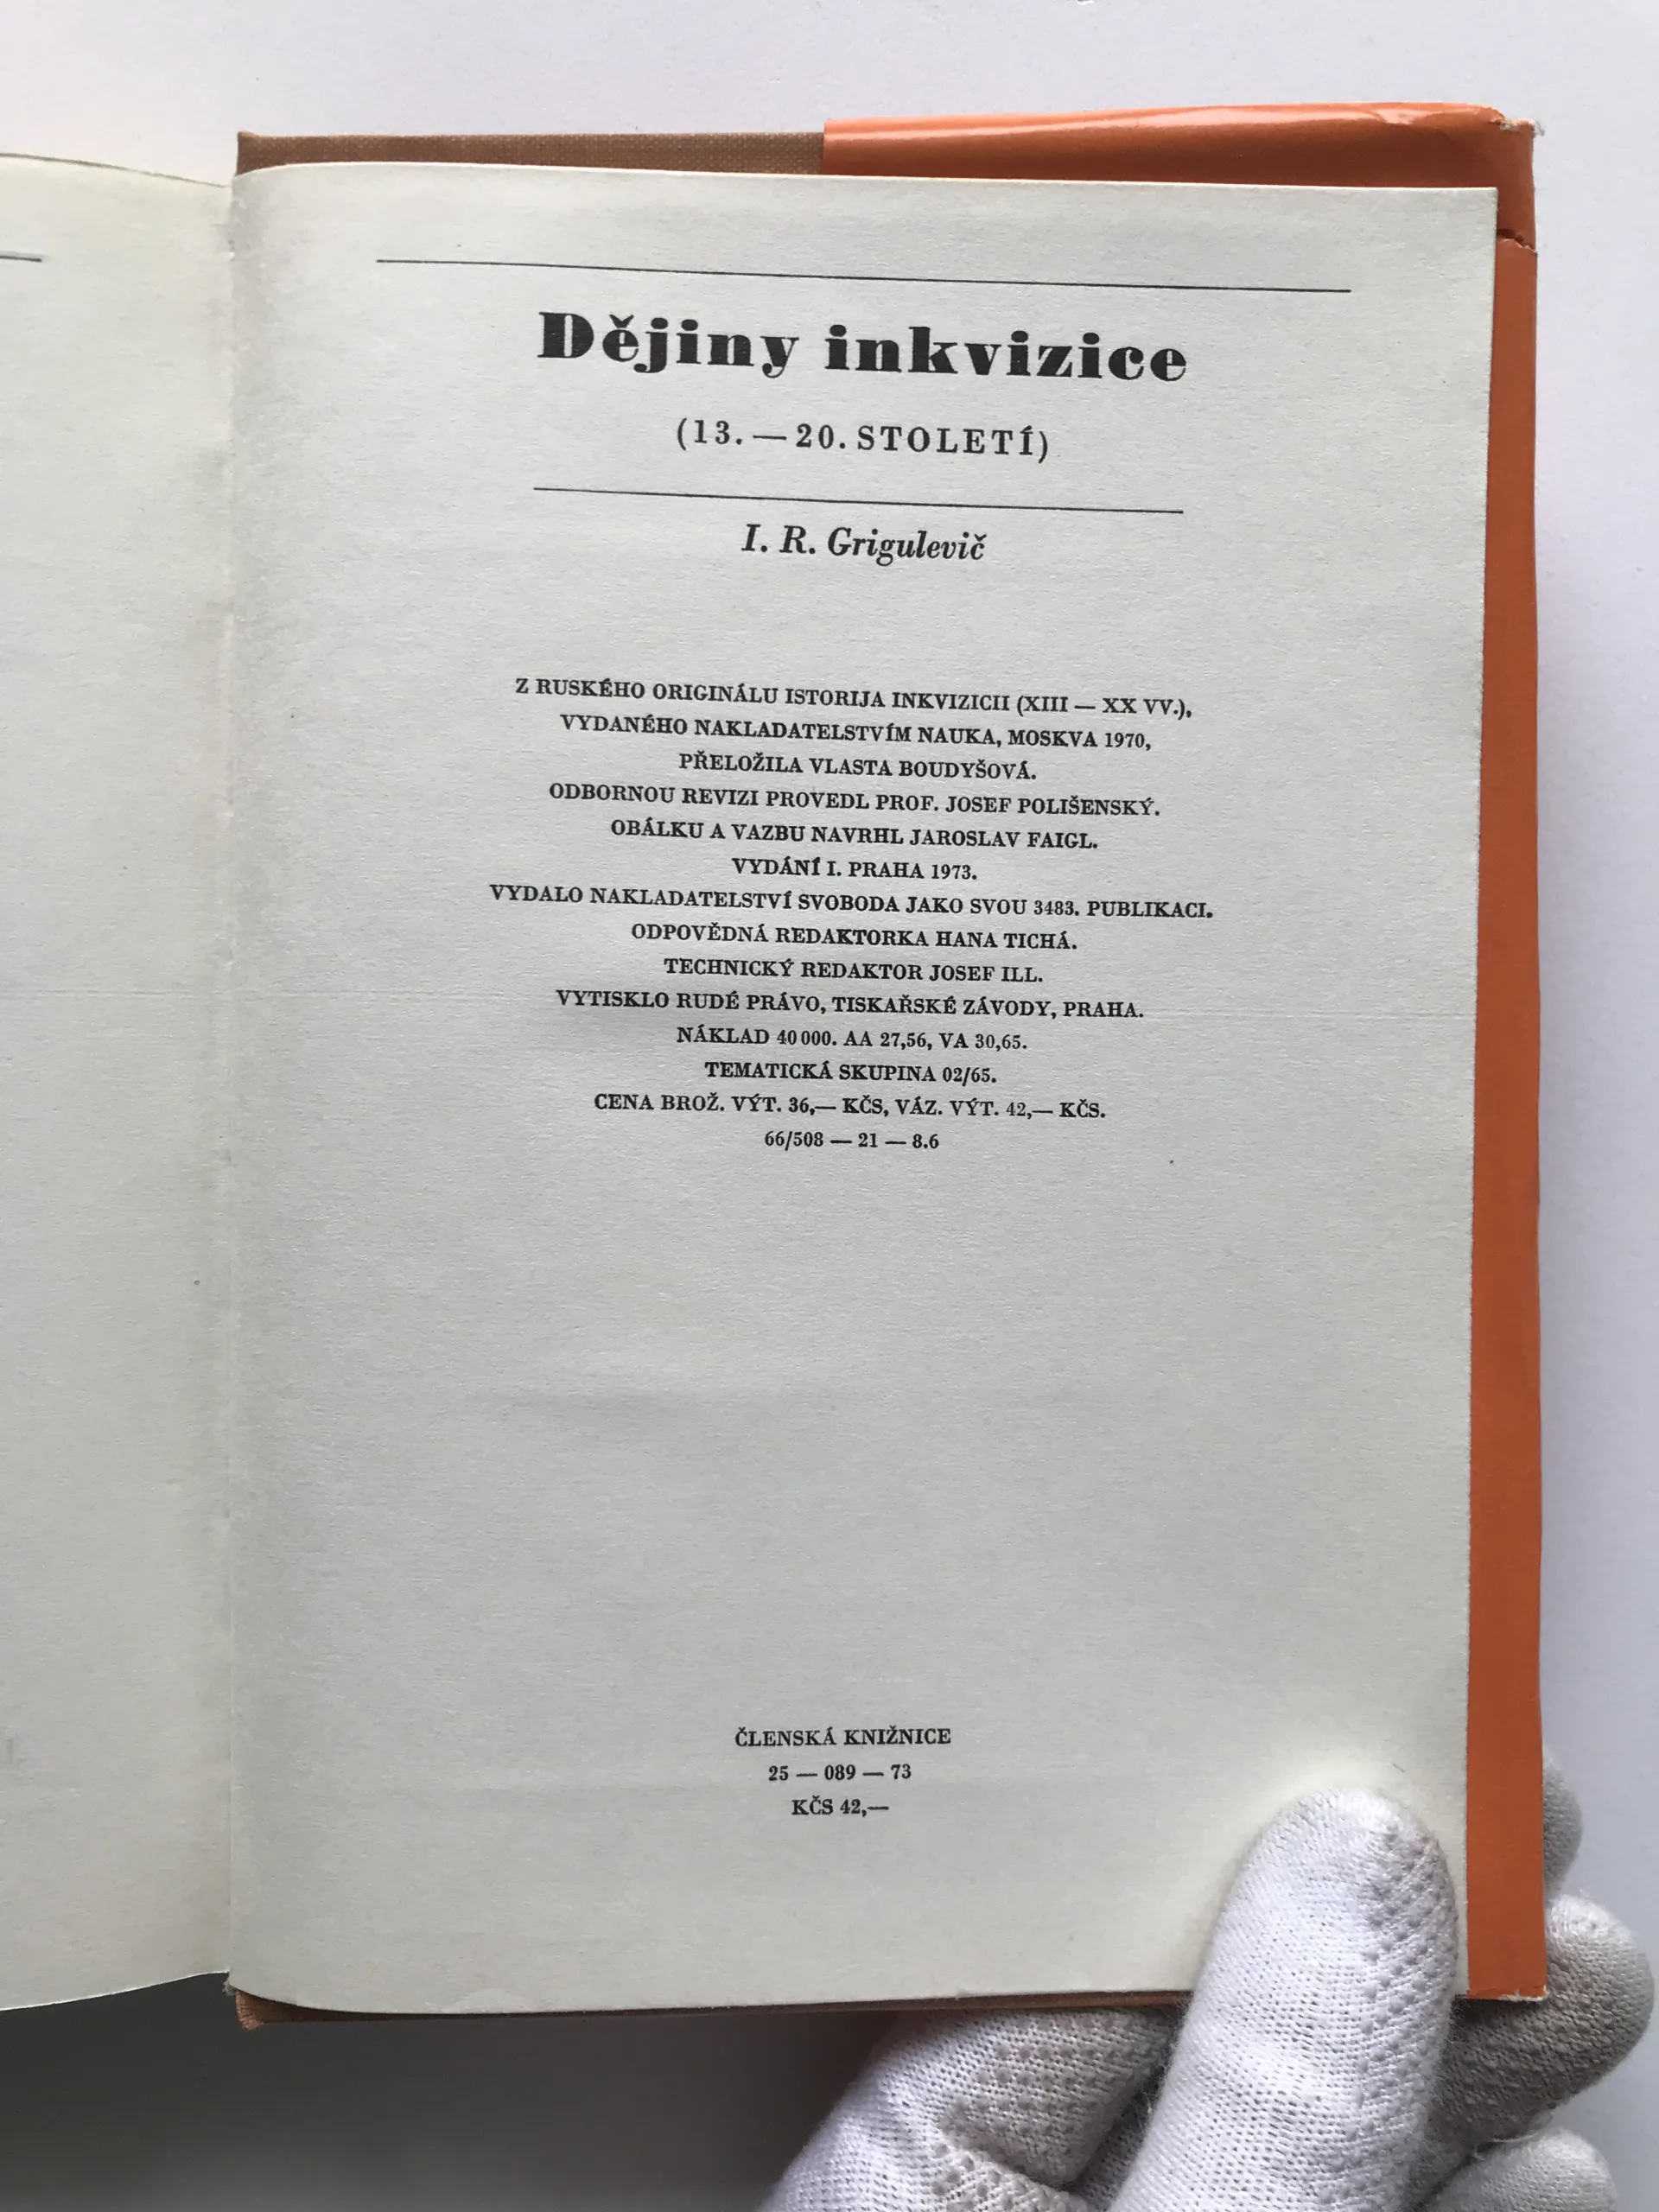 Dějiny inkvizice
(13. — 20. STOLETÍ)
I. R. Grigulevič
Z RUSKÉHO ORIGINÁLU ISTORIJA INKVIZICII (XIII — XX VV.),
VYDANÉHO NAKLADATELSTVÍM NAUKA, MOSKVA 1970,
PŘELOŽILA VLASTA BOUDYŠOVÁ.
ODBORNOU REVIZI PROVEDL PROF. JOSEF POLIŠENSKÝ.
OBÁLKU A VAZBU NAVRHL JAROSLAV FAIGL.
VYDÁNÍ I. PRAHA 1973.
VYDALO NAKLADATELSTVÍ SVOBODA JAKO SVOU 3483. PUBLIKACI.
ODPOVĚDNÁ REDAKTORKA HANA TICHÁ.
TECHNICKÝ REDAKTOR JOSEF ILL.
VYTISKLO RUDÉ PRÁVO, TISKAŘSKÉ ZÁVODY, PRAHA.
NÁKLAD 40 000. AA 27,56, VA 30,65.
TEMATICKÁ SKUPINA 02/65.
CENA BROŽ. VÝT. 36,— KČS, VÁZ. VÝT. 42,— KČS.
66/508 — 21 — 8.6
ČLENSKÁ KNIŽNICE
25 — 089 — 73
KČS 42,—